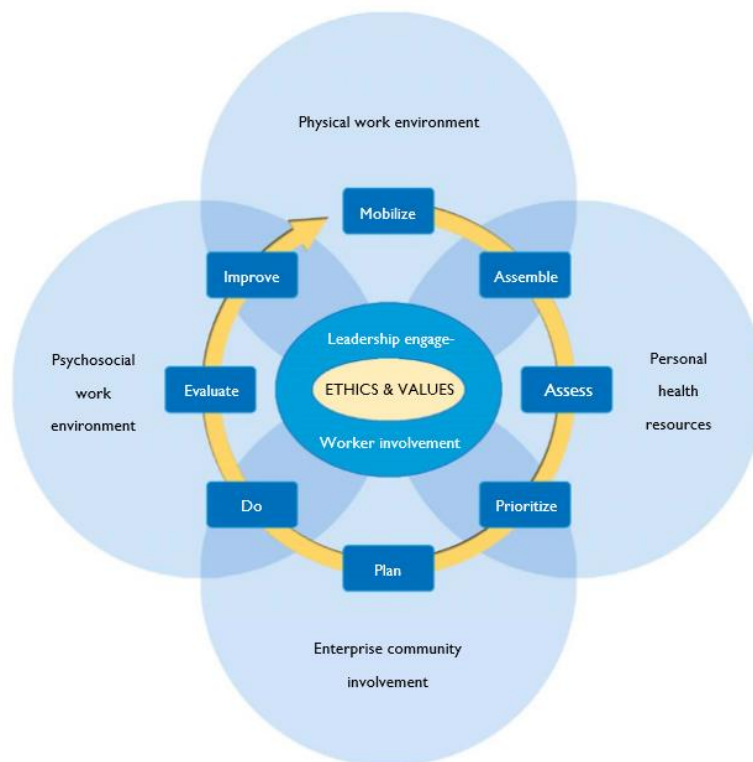 Physical work environment
Mobilize
Improve
Assemble
Leadership engage-
Psychosocial
work
environment
Evaluate
ETHICS & VALUES
Assess
Personal
health
resources
Worker involvement
Do
Prioritize
Plan
Enterprise community
involvement